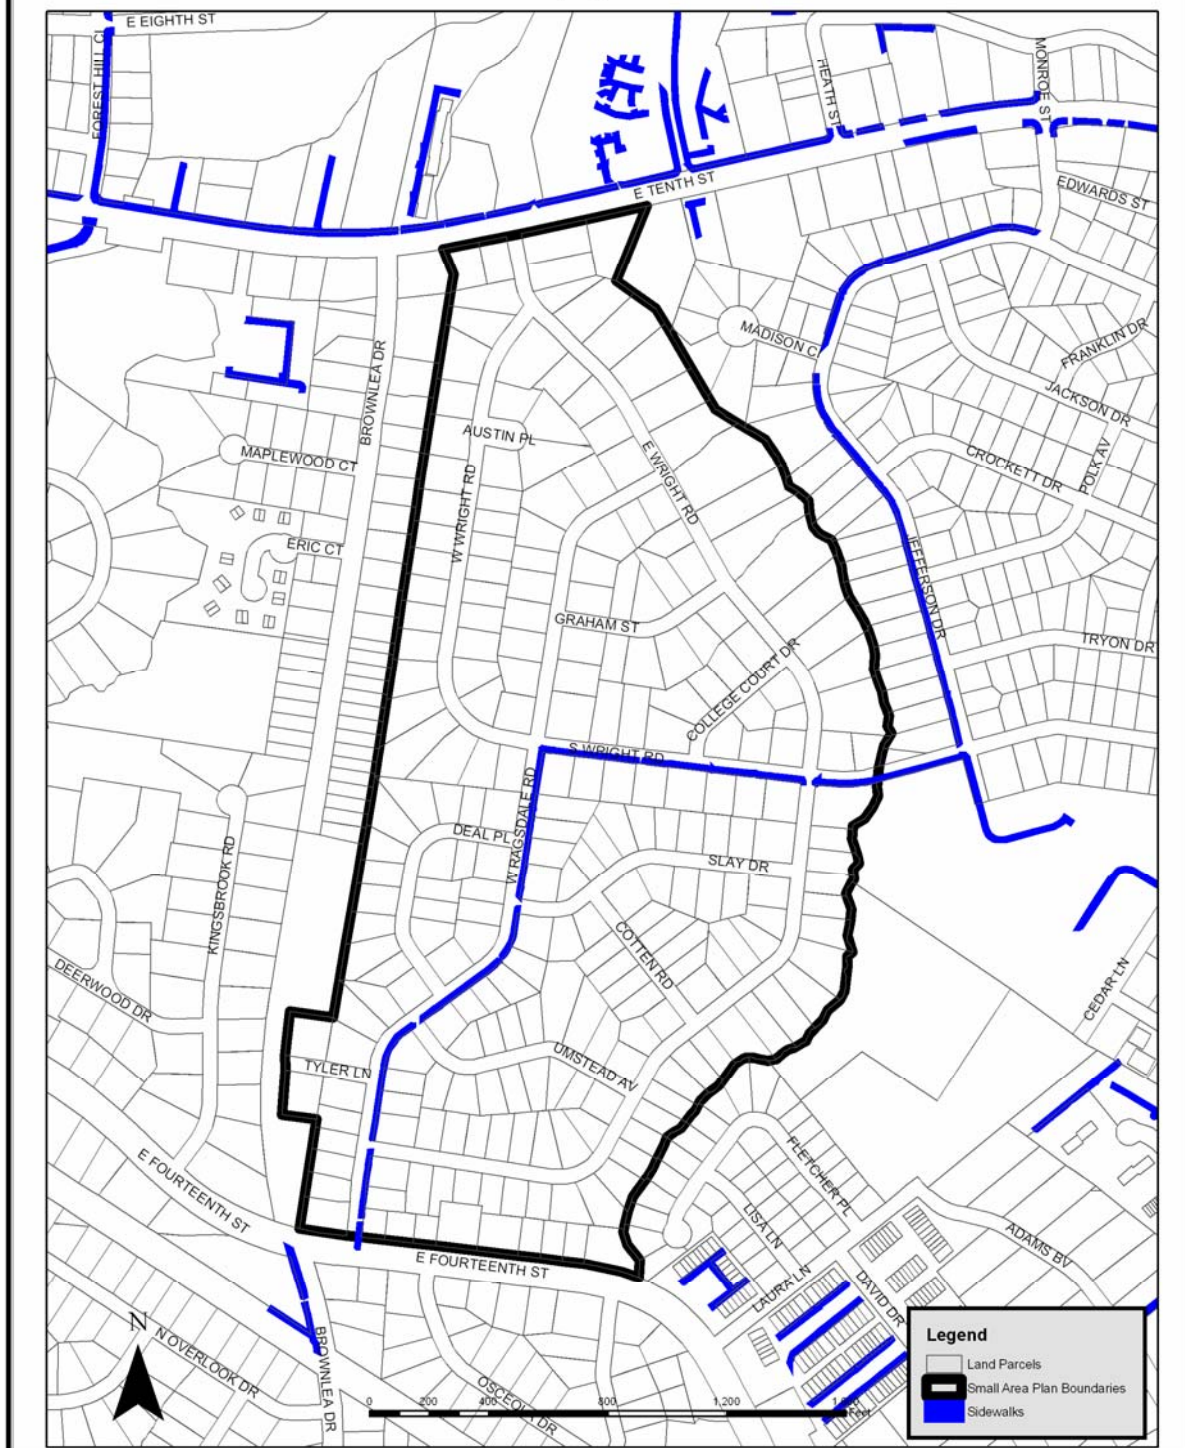 E EIGHTH ST
FOREST HILL CI
HEATH ST
MONROE ST
E TENTH ST
EDWARDS ST
MADISON C
FRANKLIN DR
JACKSON DR
BROWNLEA DR
AUSTIN PL
MAPLEWOOD CT
E WRIGHT RD
CROCKETT DR
POLK AV
W WRIGHT RD
ERIC CT
JEFFERSON DR
GRAHAM ST
TRYON DR
COLLEGE COURT DR
S WRIGHT RD
W RAGSDALE RD
DEAL PL
SLAY DR
KINGSBROOK RD
COTTEN RD
DEERWOOD DR
CEDAR LN
TYLER LN
UMSTEAD AV
E FOURTEENTH ST
FLETCHER PL
LISA LN
ADAMS BV
E FOURTEENTH ST
LAURA LN
DAVID DR
N
N OVERLOOK DR
BROWNLEA DR
OSCEOLA DR
0 200 400 800 1,200
Feet
Legend
Land Parcels
Small Area Plan Boundaries
Sidewalks